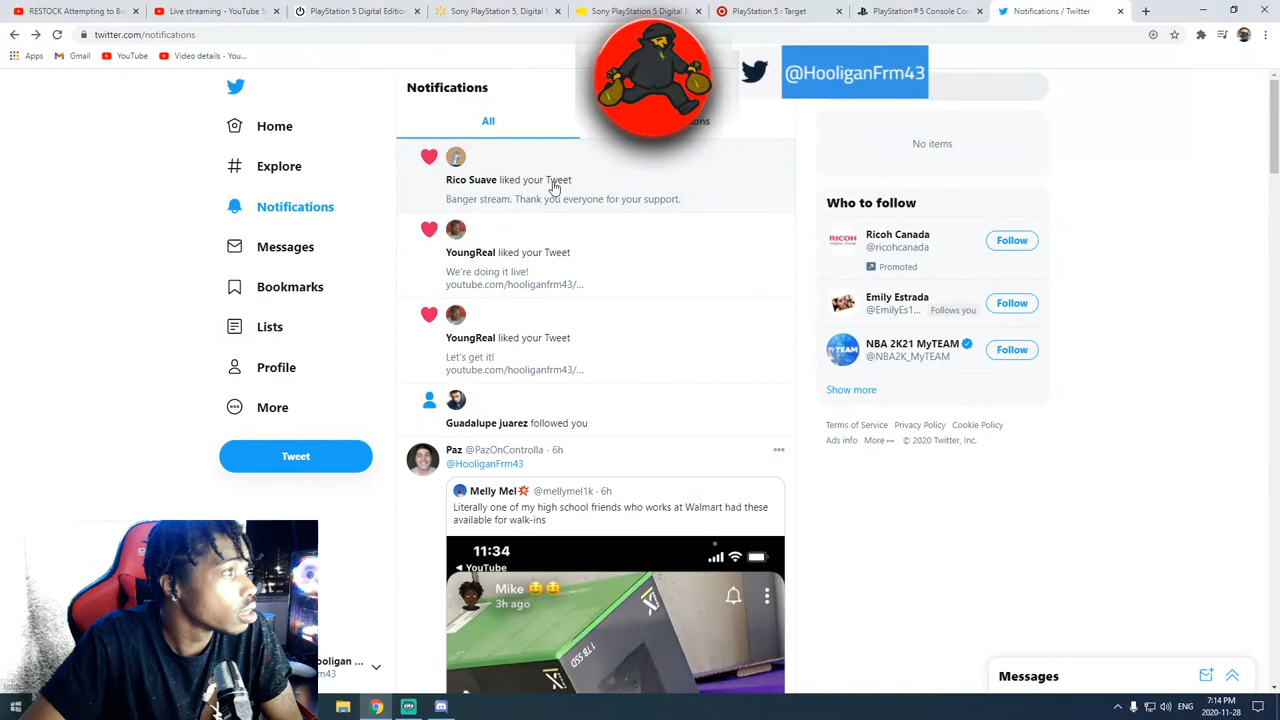 RESTOCK Attempting to Bu
Live streaming - YouTube S
PlayStation 5 Digital Edition
Sony PlayStation 5 Digital E
Sony PlayStation 5 Digital E
PlayStation 5 : Target
PlayStation®5 Console Co
Notifications / Twitter
twitter.com/notifications
Apps
Gmail
YouTube
Video details - YouT
@HooliganFrm43
Notifications
All
Home
Explore
Notifications
Messages
Bookmarks
Lists
Profile
More
Tweet
Rico Suave liked your Tweet
Banger stream. Thank you everyone for your support.
YoungReal liked your Tweet
We're doing it live!
youtube.com/hooliganfrm43/...
YoungReal liked your Tweet
Let's get it!
youtube.com/hooliganfrm43/...
Guadalupe juarez followed you
Paz @PazOnControlla · 6h
@HooliganFrm43
Melly Mel @mellymel1k · 6h
Literally one of my high school friends who works at Walmart had these
available for walk-ins
11:34
YouTube
Mike
3h ago
1TB SSD
No items
Who to follow
RICOH
Ricoh Canada
@ricohcanada
Follow
Promoted
Emily Estrada
@EmilyEs1... Follows you
Follow
NBA 2K21 MyTEAM
@NBA2K_MyTEAM
Follow
Show more
Terms of Service Privacy Policy Cookie Policy
Ads info More © 2020 Twitter, Inc.
Messages
ooligan ...
m43
ENG
7:14 PM
2020-11-28